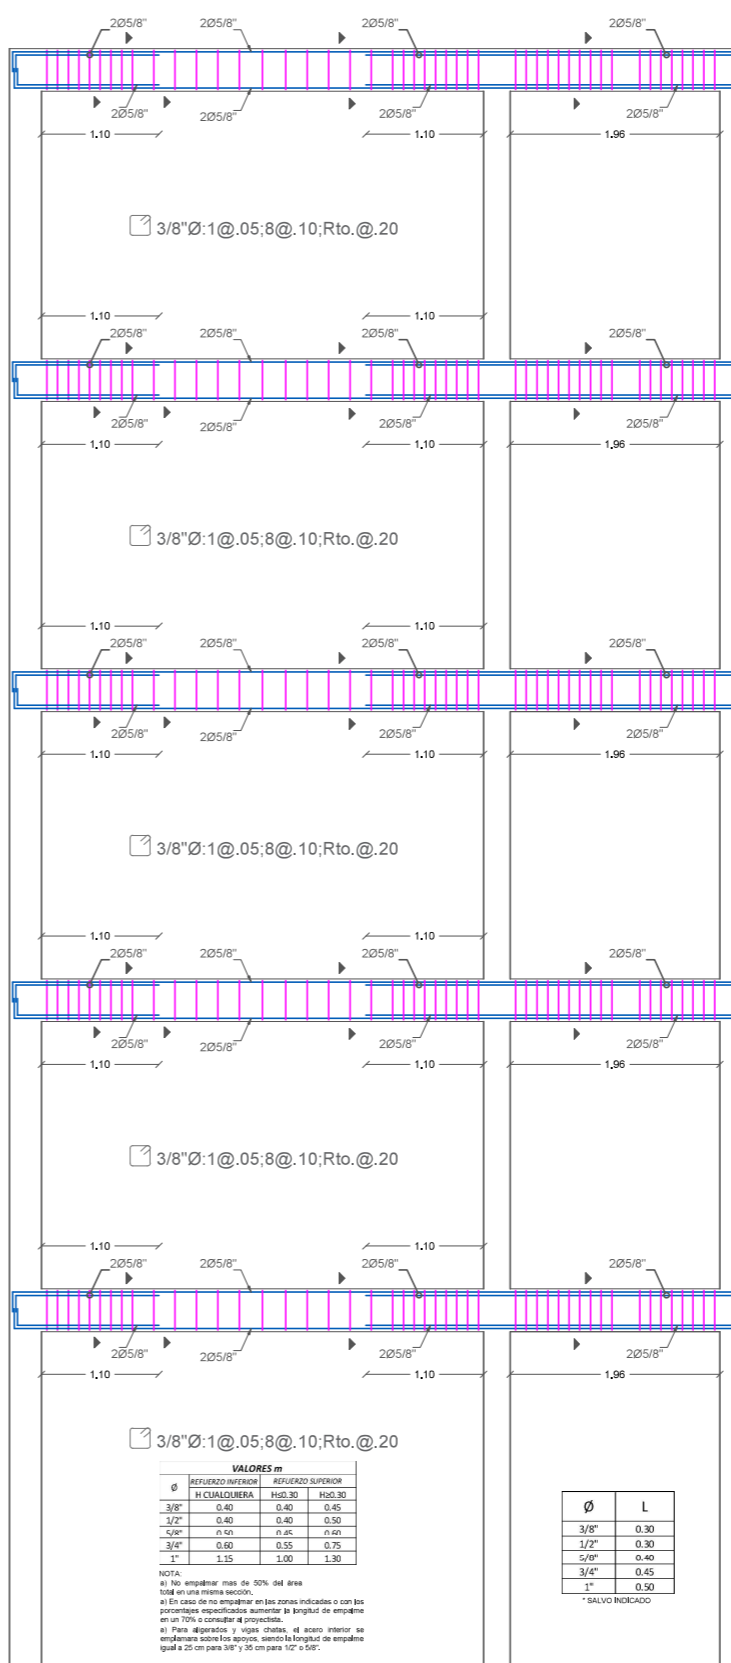 2Ø5/8" 2Ø5/8" 2Ø5/8" 2Ø5/8"
2Ø5/8" 2Ø5/8" 2Ø5/8" 2Ø5/8"
1.10 1.10 1.96
3/8"Ø:1@.05;8@.10;Rto.@.20
1.10 1.10
2Ø5/8" 2Ø5/8" 2Ø5/8" 2Ø5/8"
2Ø5/8" 2Ø5/8" 2Ø5/8" 2Ø5/8"
1.10 1.10 1.96
3/8"Ø:1@.05;8@.10;Rto.@.20
1.10 1.10
2Ø5/8" 2Ø5/8" 2Ø5/8" 2Ø5/8"
2Ø5/8" 2Ø5/8" 2Ø5/8" 2Ø5/8"
1.10 1.10 1.96
3/8"Ø:1@.05;8@.10;Rto.@.20
1.10 1.10
2Ø5/8" 2Ø5/8" 2Ø5/8" 2Ø5/8"
2Ø5/8" 2Ø5/8" 2Ø5/8" 2Ø5/8"
1.10 1.10 1.96
3/8"Ø:1@.05;8@.10;Rto.@.20
1.10 1.10
2Ø5/8" 2Ø5/8" 2Ø5/8" 2Ø5/8"
2Ø5/8" 2Ø5/8" 2Ø5/8" 2Ø5/8"
1.10 1.10 1.96
3/8"Ø:1@.05;8@.10;Rto.@.20
VALORES m
Ø REFUERZO INFERIOR REFUERZO SUPERIOR
H CUALQUIERA H≤0.30 H≥0.30
3/8" 0.40 0.40 0.45
1/2" 0.40 0.40 0.50
5/8" 0.50 0.45 0.60
3/4" 0.60 0.55 0.75
1" 1.15 1.00 1.30
NOTA:
a) No empalmar mas de 50% del área
total en una misma sección.
a) En caso de no empalmar en las zonas indicadas o con los
porcentajes especificados aumentar la longitud de empalme
en un 70% o consultar al proyectista.
a) Para aligerados y vigas chatas, el acero interior se
emplamara sobre los apoyos, siendo la longitud de empalme
igual a 25 cm para 3/8" y 35 cm para 1/2" o 5/8".
Ø L
3/8" 0.30
1/2" 0.30
5/8" 0.40
3/4" 0.45
1" 0.50
* SALVO INDICADO